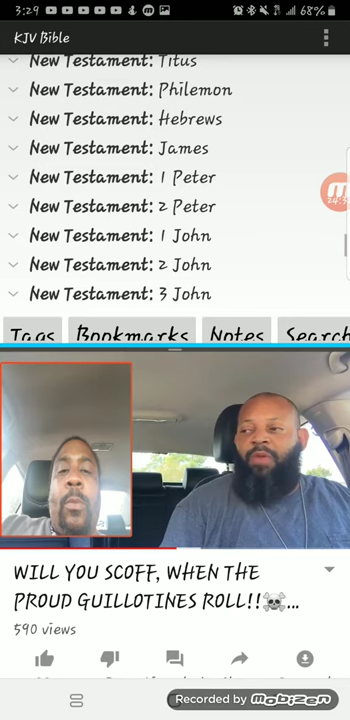 3:29
68%
KJV Bible
New Testament: Titus
New Testament: Philemon
New Testament: Hebrews
New Testament: James
New Testament: 1 Peter
New Testament: 2 Peter
New Testament: 1 John
New Testament: 2 John
New Testament: 3 John
Tags Bookmarks Notes Search
WILL YOU SCOFF, WHEN THE
PROUD GUILLOTINES ROLL!!☠️...
590 views
Recorded by mobizen